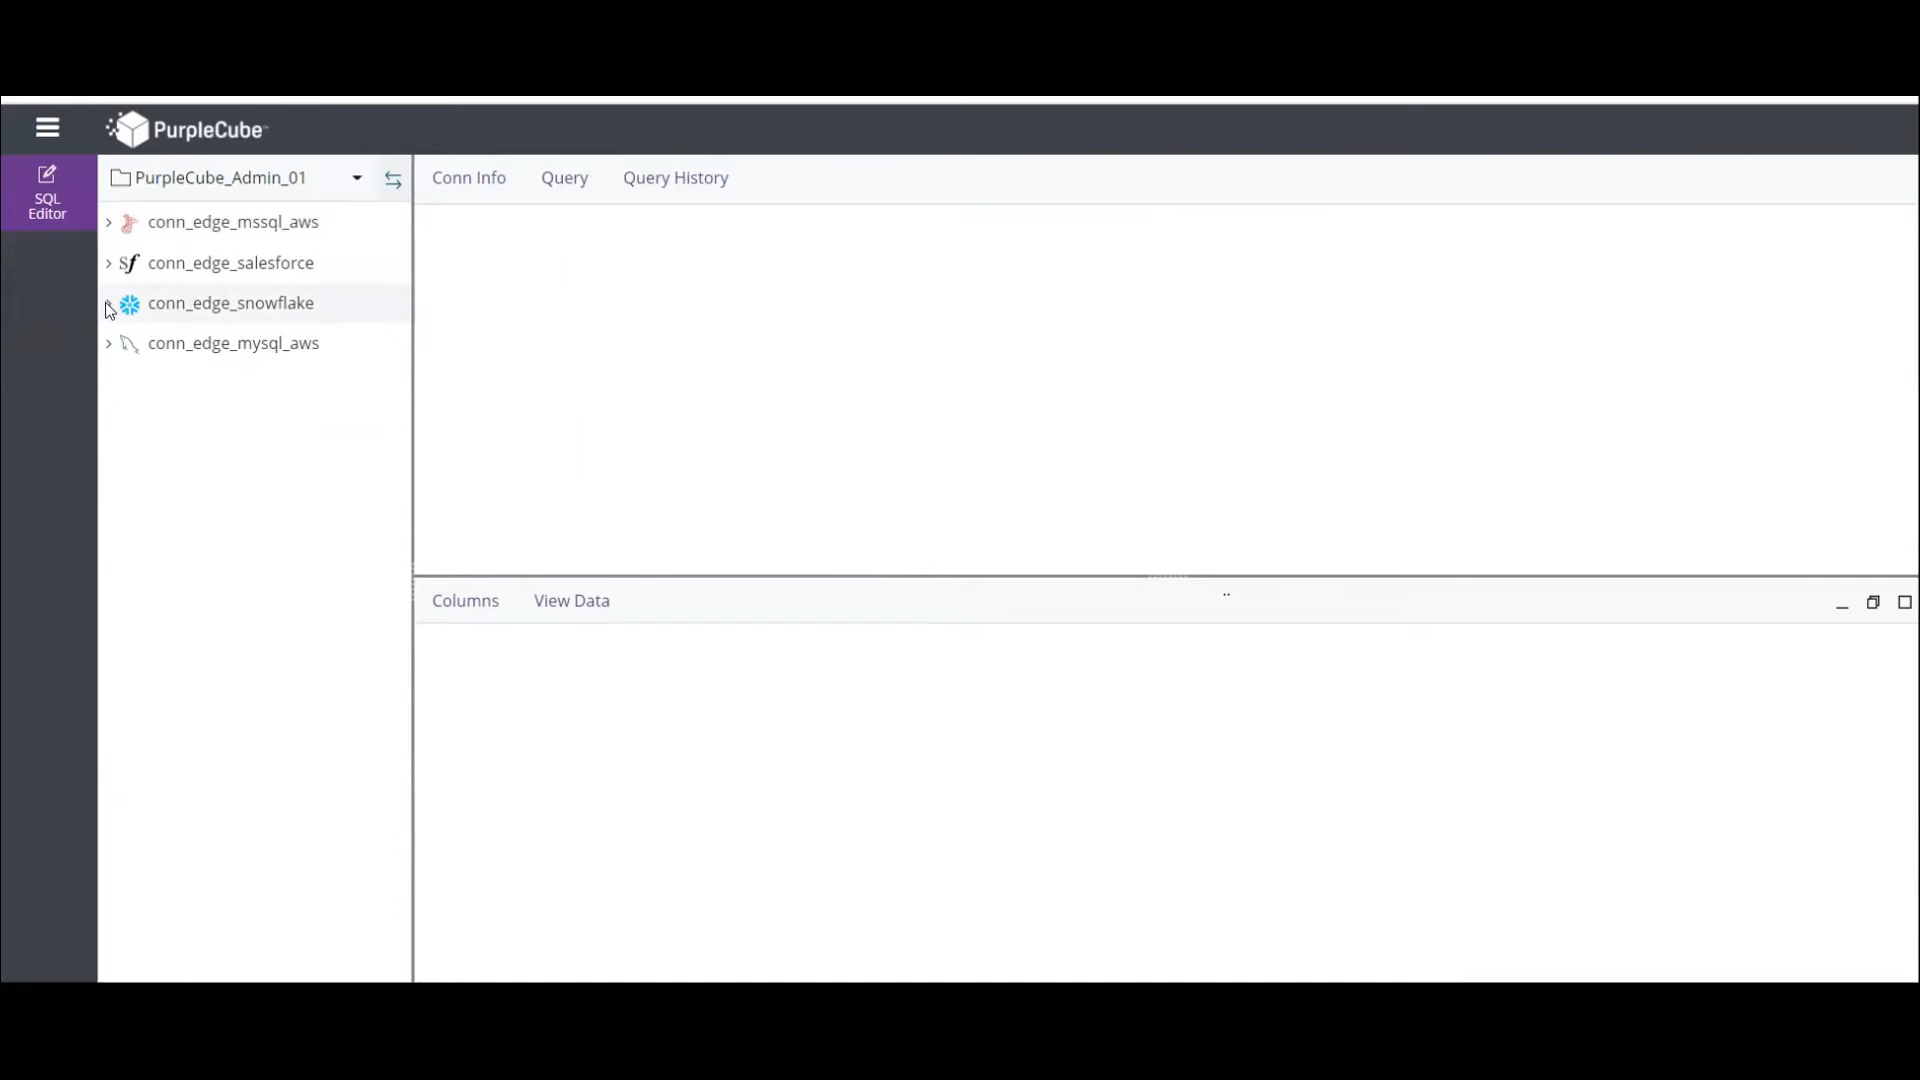 PurpleCube
SQL
Editor
PurpleCube_Admin_01
conn_edge_mssql_aws
conn_edge_salesforce
conn_edge_snowflake
conn_edge_mysql_aws
Conn Info Query Query History
Columns View Data